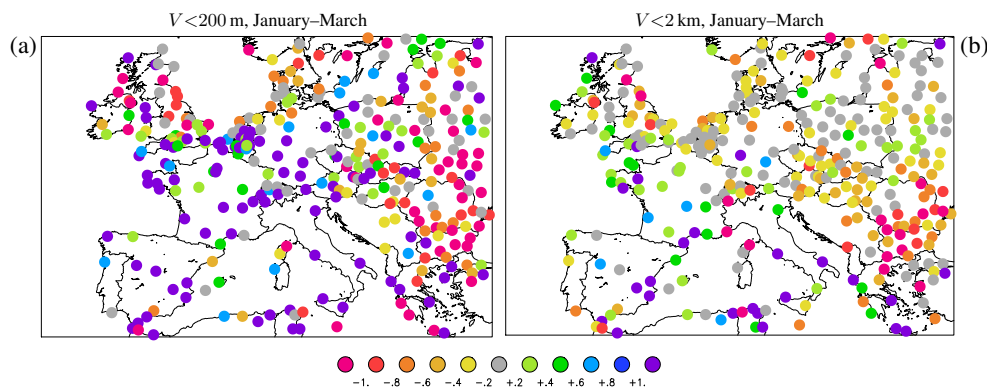 V < 200 m, January–March
V < 2 km, January–March
(a)
(b)
−1. −.8 −.6 −.4 −.2 +.2 +.4 +.6 +.8 +1.